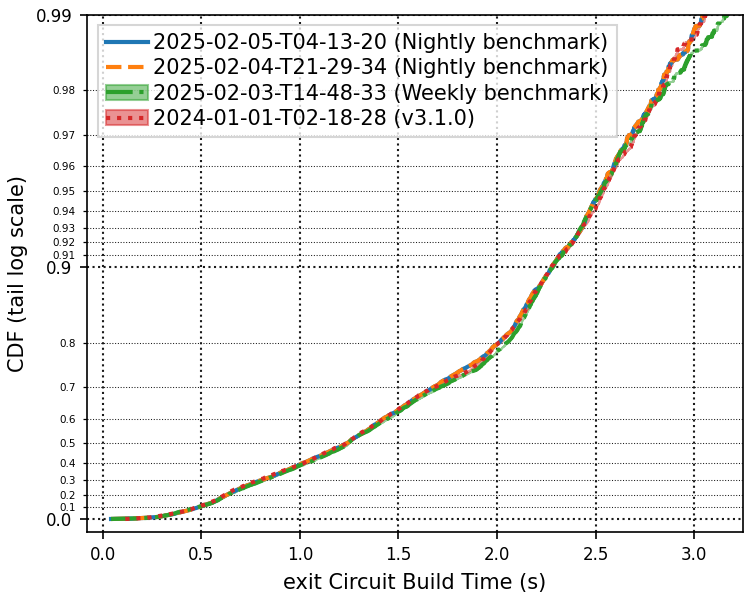 0.99
2025-02-05-T04-13-20 (Nightly benchmark)
2025-02-04-T21-29-34 (Nightly benchmark)
2025-02-03-T14-48-33 (Weekly benchmark)
2024-01-01-T02-18-28 (v3.1.0)
0.98
0.97
0.96
0.95
0.94
0.93
0.92
0.91
0.9
0.8
0.7
0.6
0.5
0.4
0.3
0.2
0.1
0.0
CDF (tail log scale)
0.0 0.5 1.0 1.5 2.0 2.5 3.0
exit Circuit Build Time (s)